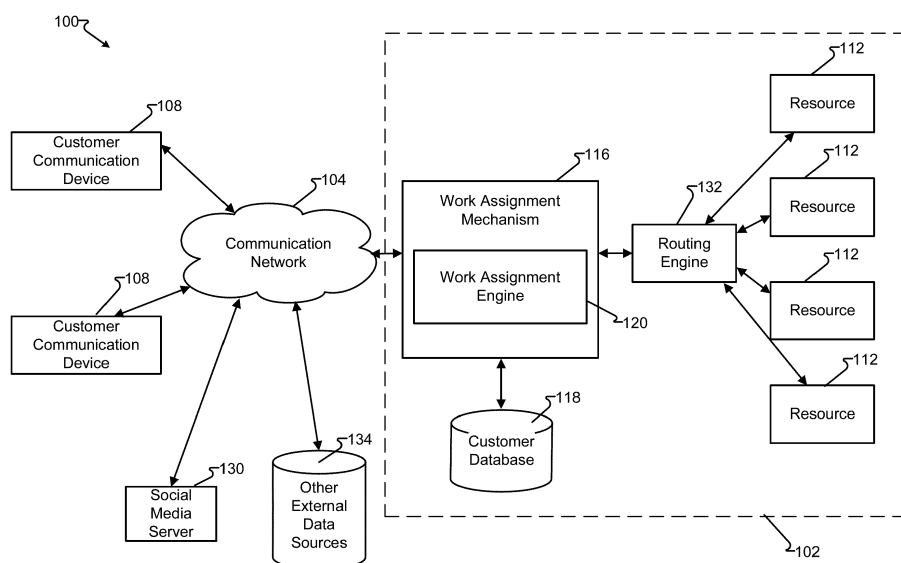 100
112
Resource
108
Customer
Communication
Device
104
116
112
Communication
Network
Work Assignment
Mechanism
132
Resource
Routing
Engine
Work Assignment
Engine
108
112
Resource
Customer
Communication
Device
120
112
Resource
118
Customer
Database
134
130
Social
Media
Server
Other
External
Data
Sources
102